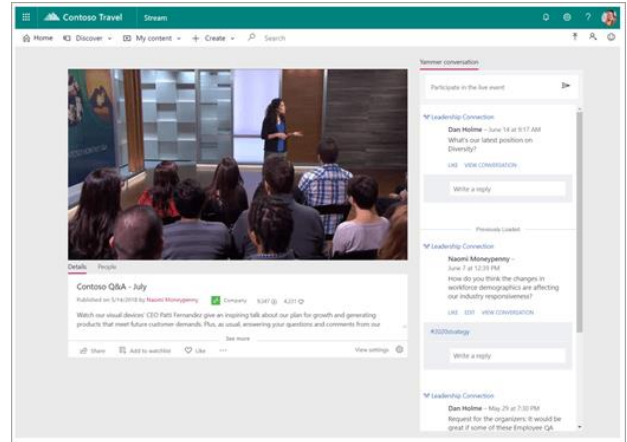 Contoso Travel Stream ?
Home Discover My content + Create Search
Yammer conversation
Participate in the live event
Leadership Connection
Dan Holme – June 14 at 9:17 AM
What's our latest position on
Diversity?
LIKE VIEW CONVERSATION
Write a reply
Previously Loaded
Leadership Connection
Naomi Moneypenny –
June 7 at 12:39 PM
How do you think the changes in
workforce demographics are affecting
our industry responsiveness?
LIKE EDIT VIEW CONVERSATION
#2020strategy
Write a reply
Leadership Connection
Dan Holme – May 29 at 7:30 PM
Request for the organizers: It would be
great if some of these Employee QA
Details People
Contoso Q&A - July
Published on 5/14/2018 by Naomi Moneypenny Company
Watch our visual devices' CEO Patti Fernandez give an inspiring talk about our plan for growth and generating
products that meet future customer demands. Plus, as usual, answering your questions and comments from our
See more
Share Add to watchlist Like ··· View settings